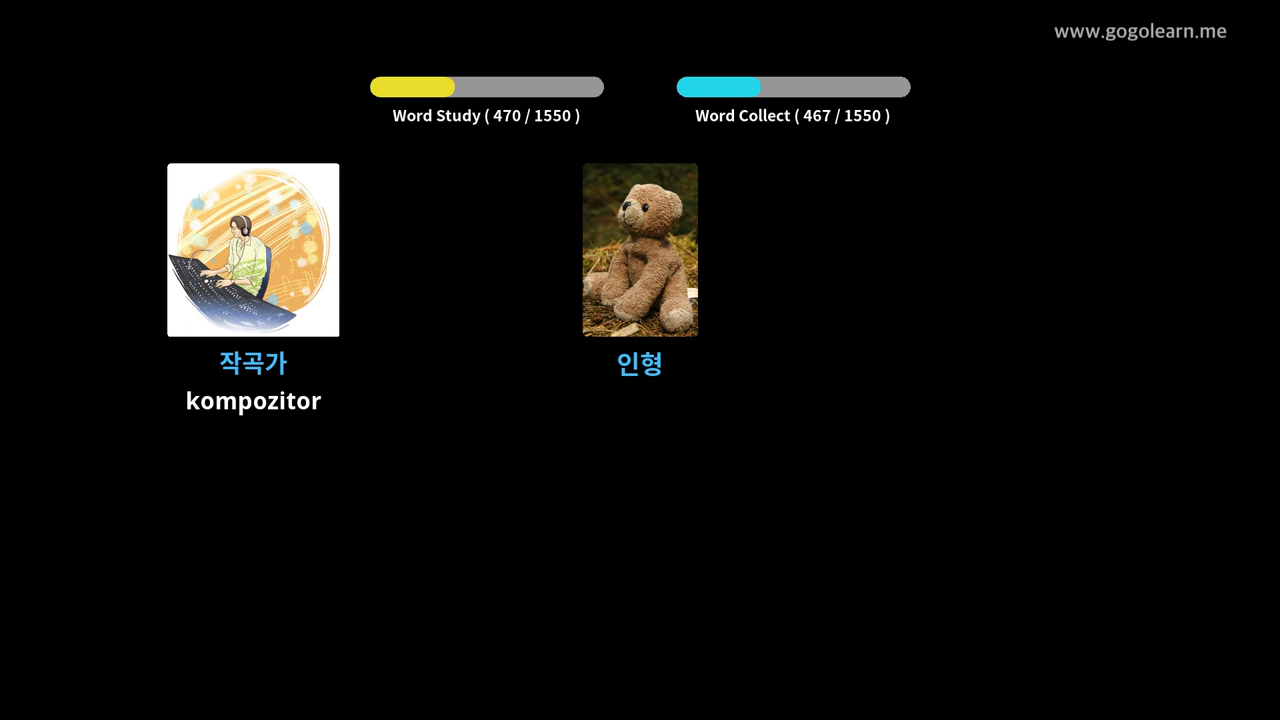 www.gogolearn.me
Word Study ( 470 / 1550 )
Word Collect ( 467 / 1550 )
작곡가
kompozitor
인형